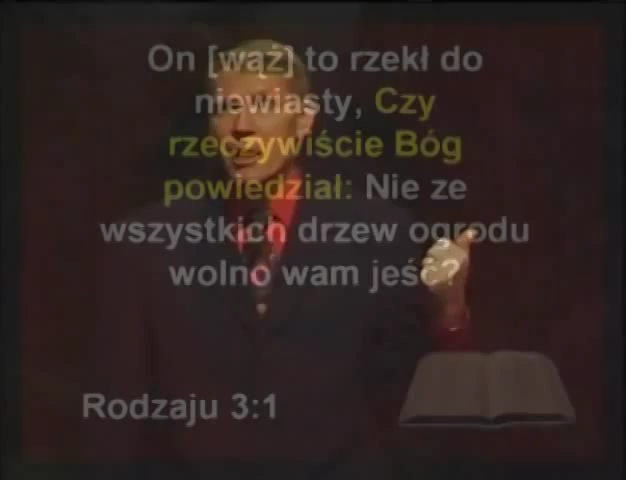 On [wąż] to rzekł do
niewiasty, Czy
rzeczywiście Bóg
powiedział: Nie ze
wszystkich drzew ogrodu
wolno wam jeść?
Rodzaju 3:1